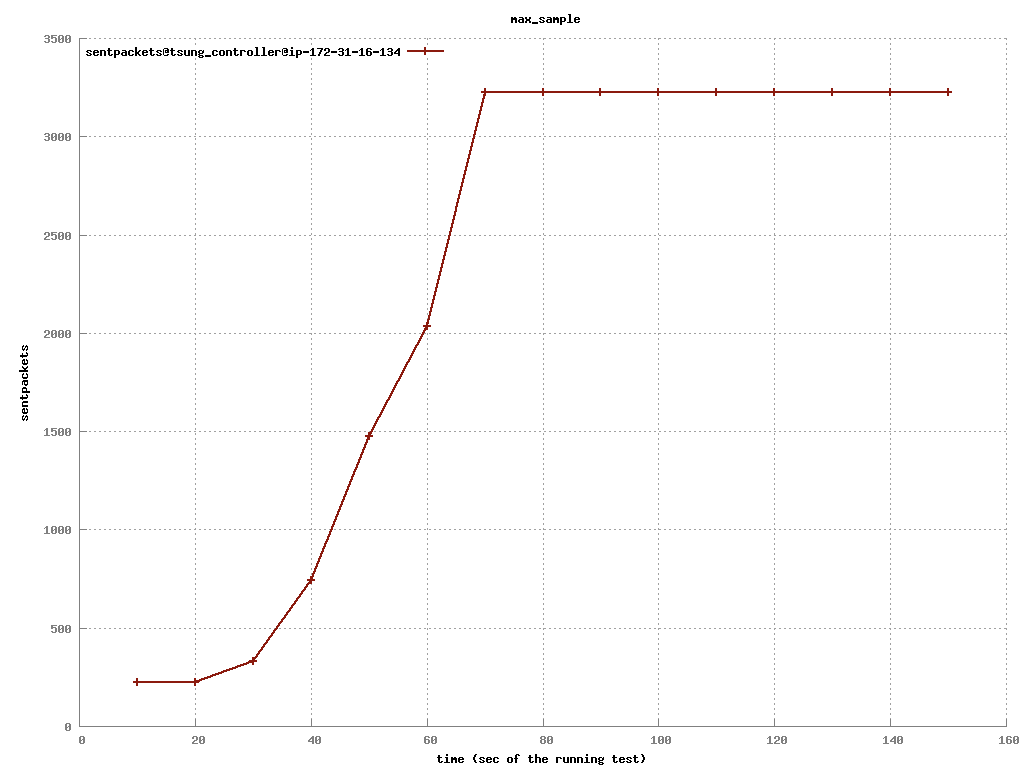 max_sample
sentpackets@tsung_controller@ip-172-31-16-134
3500
3000
2500
2000
1500
1000
500
0
sentpackets
0 20 40 60 80 100 120 140 160
time (sec of the running test)